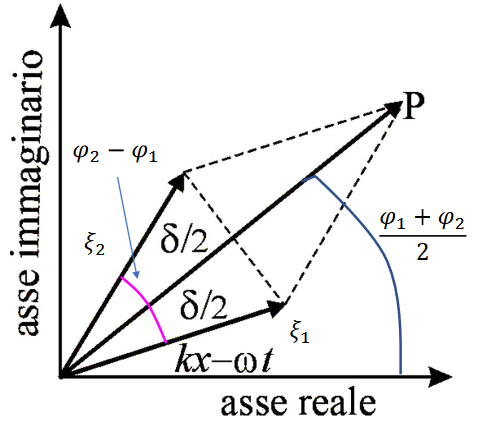 asse immaginario
P
φ₂ − φ₁
φ₁ + φ₂
2
ξ₂
δ/2
δ/2
ξ₁
kx−ωt
asse reale